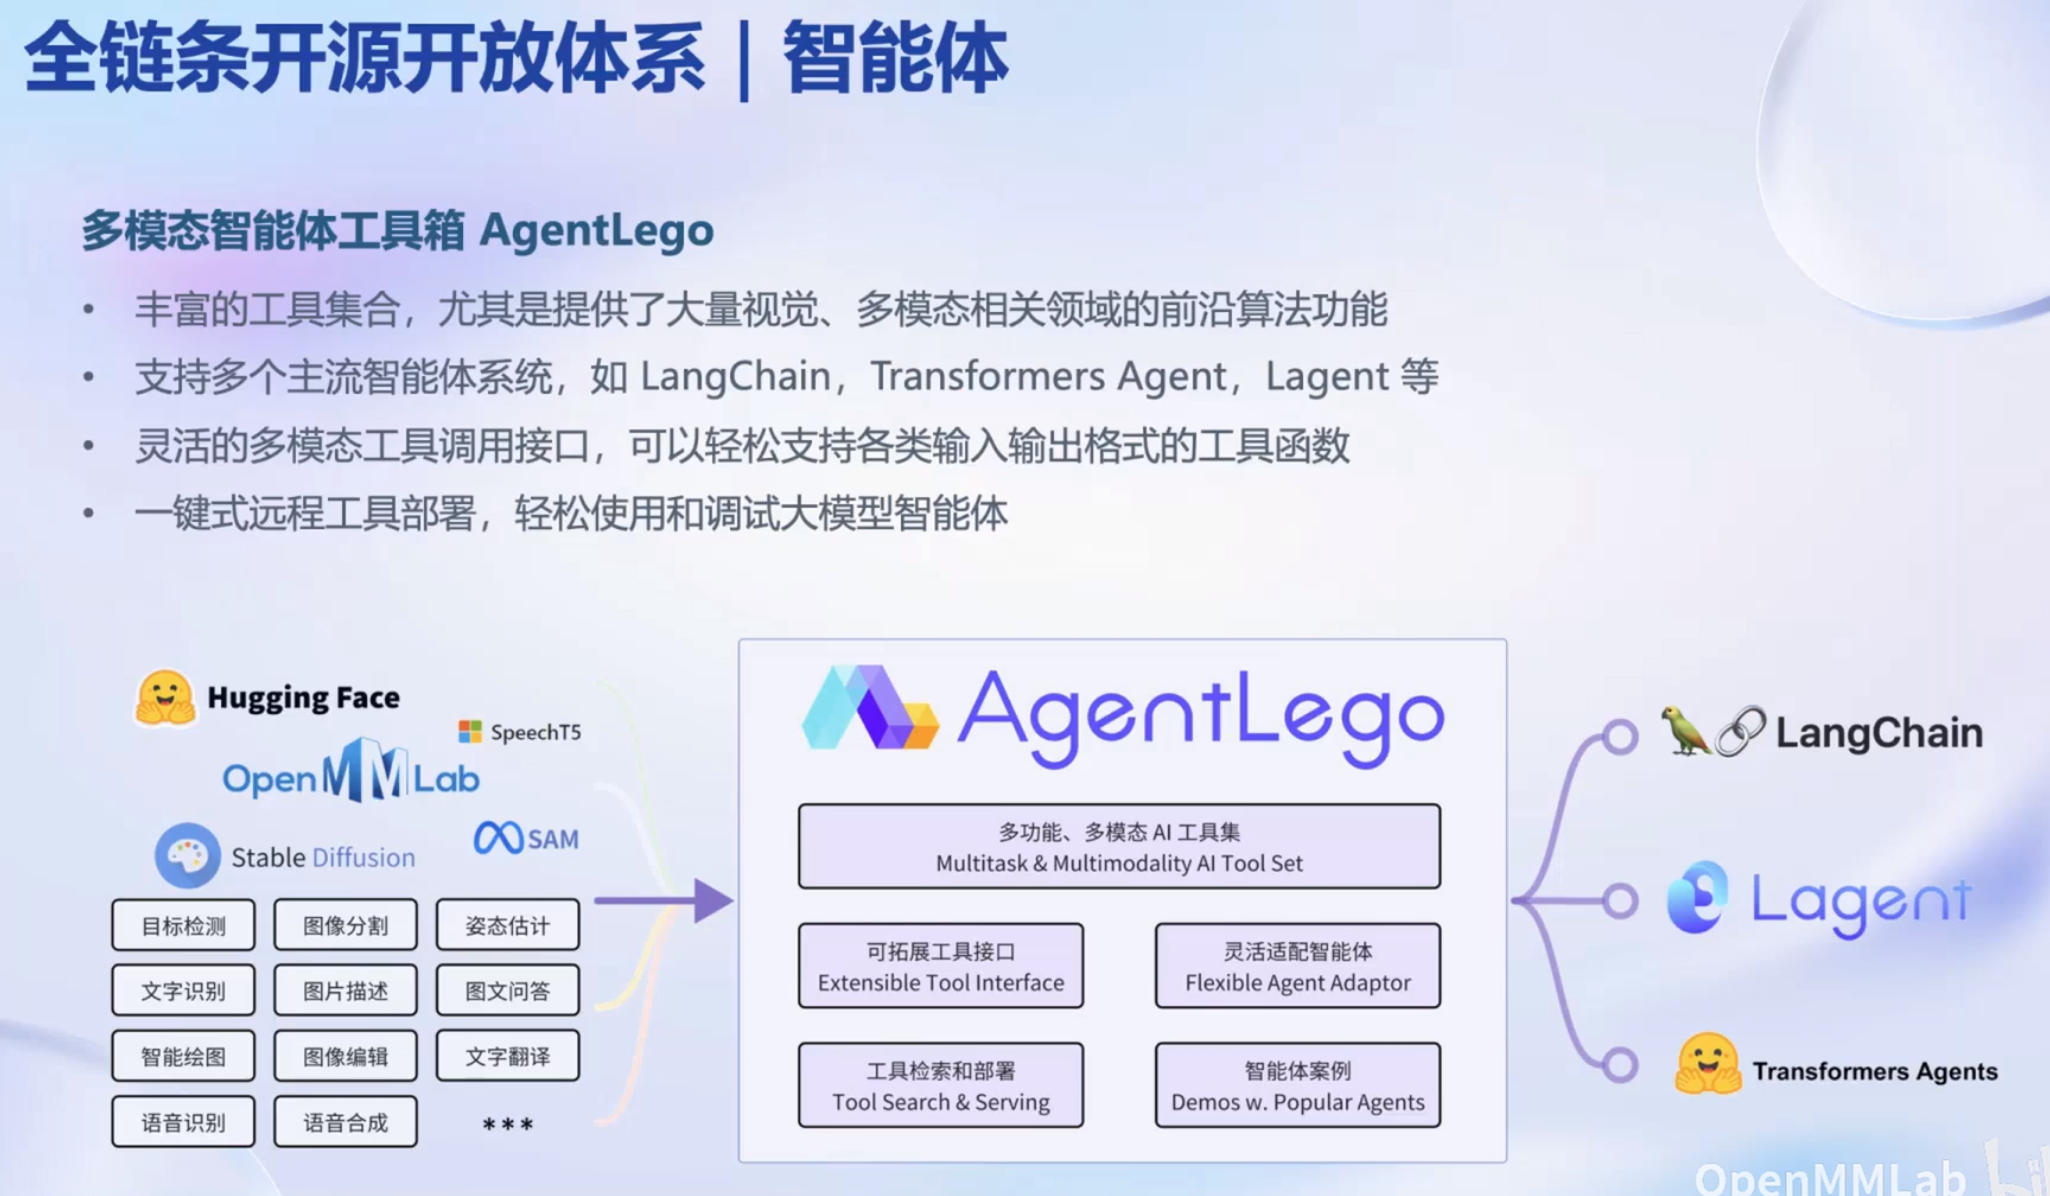 全链条开源开放体系 | 智能体
多模态智能体工具箱 AgentLego
• 丰富的工具集合，尤其是提供了大量视觉、多模态相关领域的前沿算法功能
• 支持多个主流智能体系统，如 LangChain，Transformers Agent，Lagent 等
• 灵活的多模态工具调用接口，可以轻松支持各类输入输出格式的工具函数
• 一键式远程工具部署，轻松使用和调试大模型智能体
Hugging Face
SpeechT5
OpenMMLab
Stable Diffusion
SAM
目标检测
图像分割
姿态估计
文字识别
图片描述
图文问答
智能绘图
图像编辑
文字翻译
语音识别
语音合成
***
AgentLego
多功能、多模态 AI 工具集
Multitask & Multimodality AI Tool Set
可拓展工具接口
Extensible Tool Interface
灵活适配智能体
Flexible Agent Adaptor
工具检索和部署
Tool Search & Serving
智能体案例
Demos w. Popular Agents
LangChain
Lagent
Transformers Agents
OpenMMLab